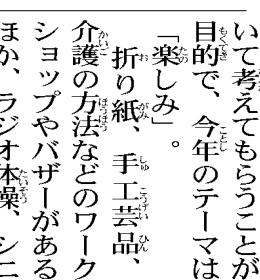 いて考えてもらうことが
目的で、今年のテーマは
「楽しみ」。
折り紙、手工芸品、
介護の方法などのワーク
ショップやバザーがある
ほか、ラジオ体操、シニ